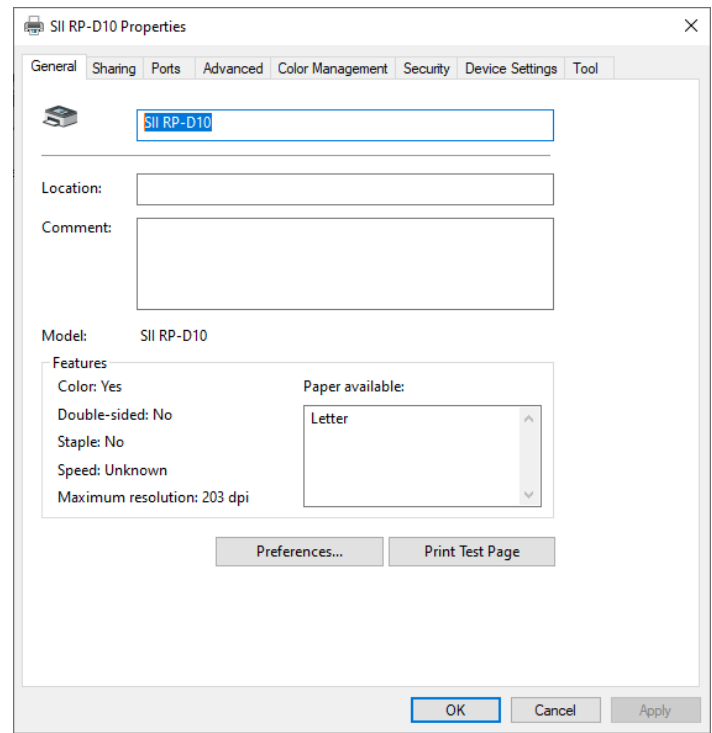 SII RP-D10 Properties
General Sharing Ports Advanced Color Management Security Device Settings Tool
SII RP-D10
Location:
Comment:
Model: SII RP-D10
Features
Color: Yes Paper available:
Double-sided: No Letter
Staple: No
Speed: Unknown
Maximum resolution: 203 dpi
Preferences... Print Test Page
OK Cancel Apply